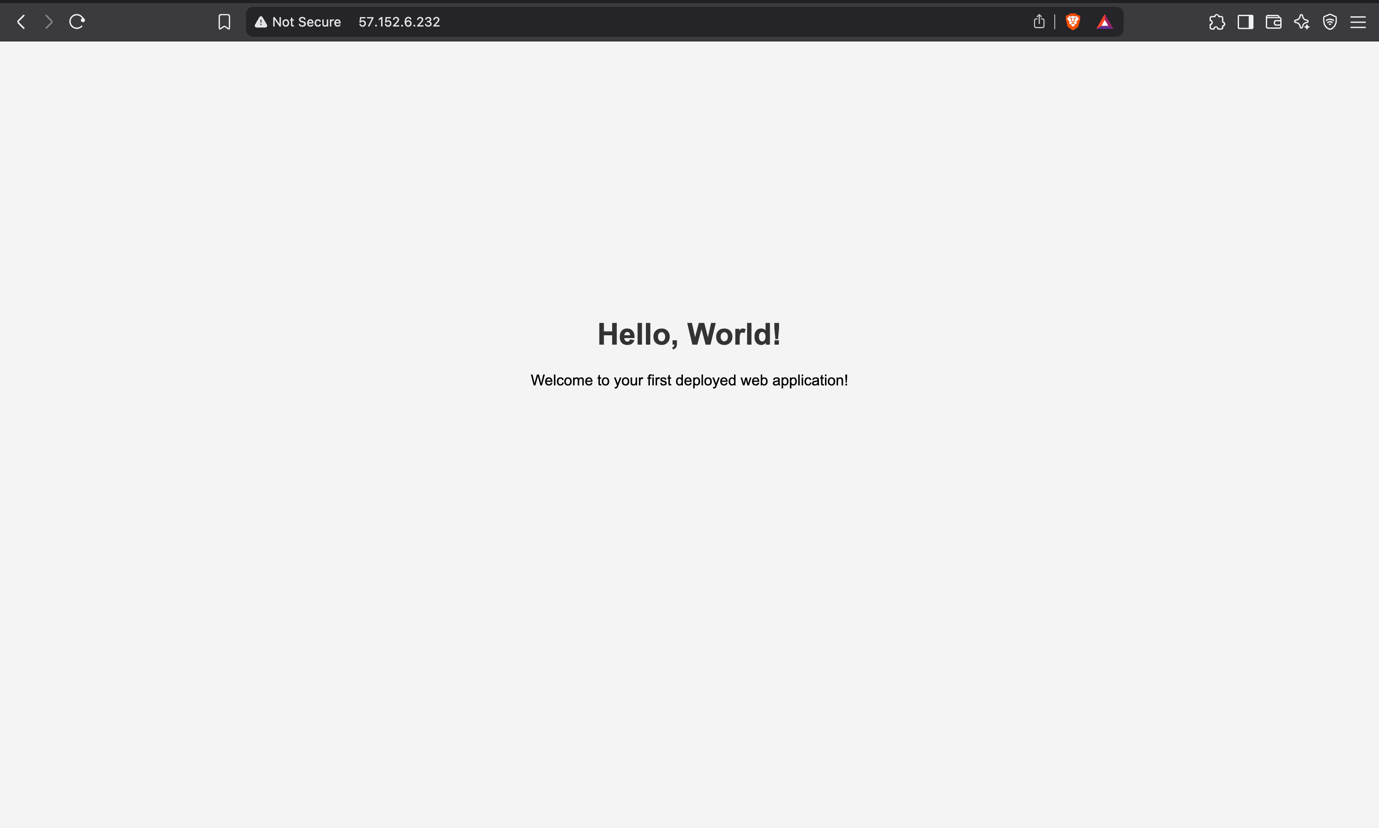 Not Secure 57.152.6.232
Hello, World!
Welcome to your first deployed web application!